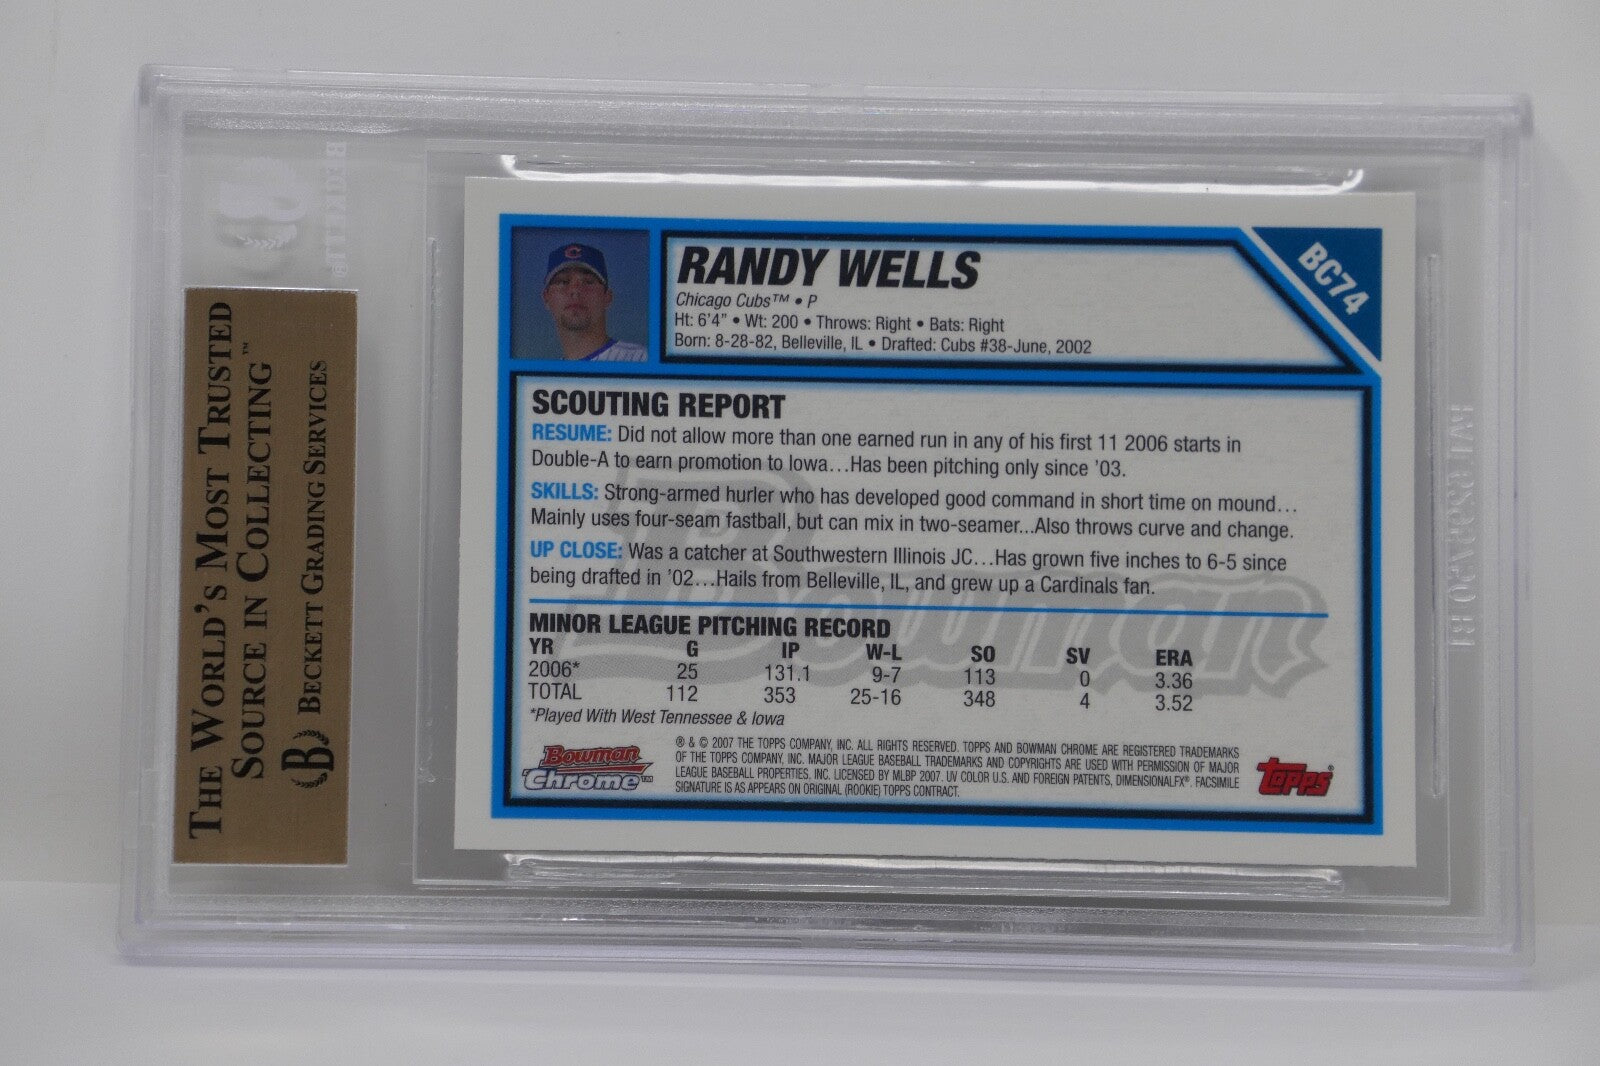 THE WORLD'S MOST TRUSTED
SOURCE IN COLLECTING™
B BECKETT GRADING SERVICES
BECKETT®
RANDY WELLS
Chicago Cubs™ • P
Ht: 6'4" • Wt: 200 • Throws: Right • Bats: Right
Born: 8-28-82, Belleville, IL • Drafted: Cubs #38-June, 2002
BC74
SCOUTING REPORT
RESUME: Did not allow more than one earned run in any of his first 11 2006 starts in
Double-A to earn promotion to Iowa...Has been pitching only since '03.
SKILLS: Strong-armed hurler who has developed good command in short time on mound...
Mainly uses four-seam fastball, but can mix in two-seamer...Also throws curve and change.
UP CLOSE: Was a catcher at Southwestern Illinois JC...Has grown five inches to 6-5 since
being drafted in '02...Hails from Belleville, IL, and grew up a Cardinals fan.
Bowman
MINOR LEAGUE PITCHING RECORD
YR G IP W-L SO SV ERA
2006* 25 131.1 9-7 113 0 3.36
TOTAL 112 353 25-16 348 4 3.52
*Played With West Tennessee & Iowa
Bowman
Chrome™
® & © 2007 THE TOPPS COMPANY, INC. ALL RIGHTS RESERVED. TOPPS AND BOWMAN CHROME ARE REGISTERED TRADEMARKS
OF THE TOPPS COMPANY, INC. MAJOR LEAGUE BASEBALL TRADEMARKS AND COPYRIGHTS ARE USED WITH PERMISSION OF MAJOR
LEAGUE BASEBALL PROPERTIES, INC. LICENSED BY MLBP 2007. UV COLOR U.S. AND FOREIGN PATENTS, DIMENSIONALFX®. FACSIMILE
SIGNATURE IS AS APPEARS ON ORIGINAL (ROOKIE) TOPPS CONTRACT.
Topps®